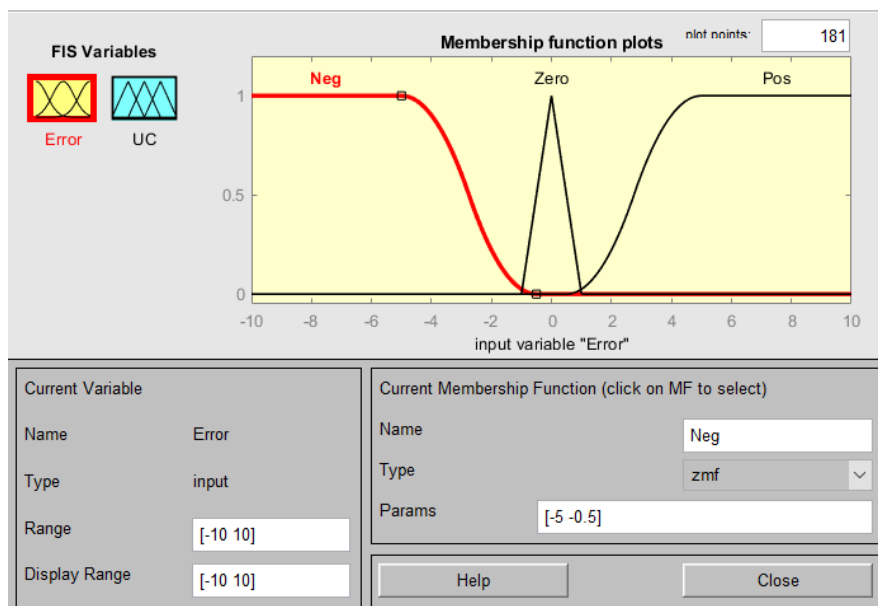 FIS Variables
Membership function plots
plot points:
181
Error
UC
Neg
Zero
Pos
1
0.5
0
-10 -8 -6 -4 -2 0 2 4 6 8 10
input variable "Error"
Current Variable
Name Error
Type input
Range [-10 10]
Display Range [-10 10]
Current Membership Function (click on MF to select)
Name Neg
Type zmf
Params [-5 -0.5]
Help
Close